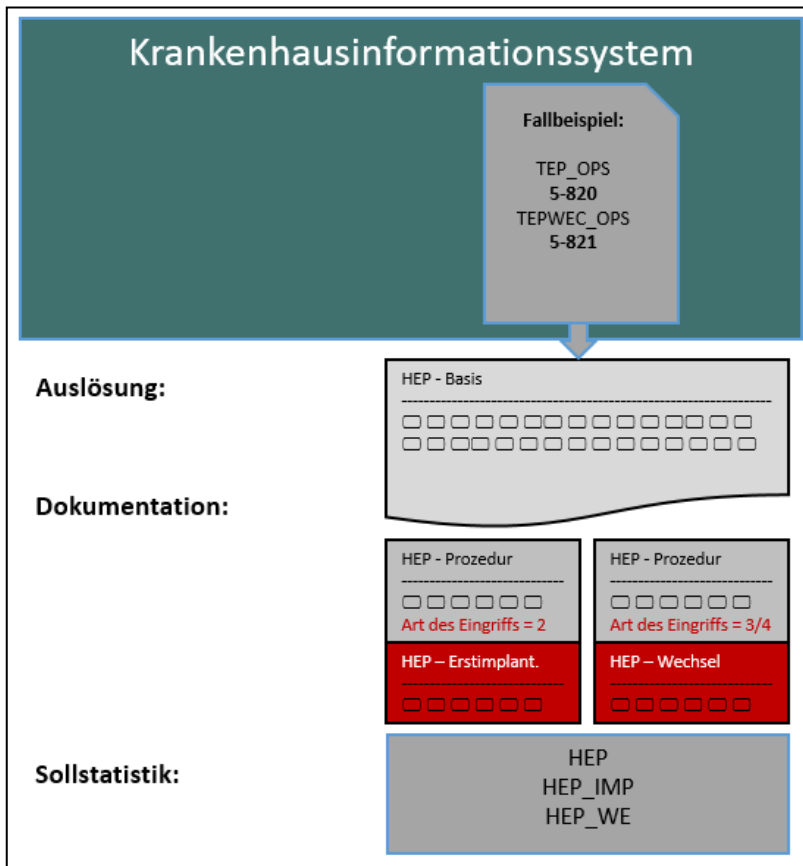 Krankenhausinformationssystem
Fallbeispiel:
TEP_OPS
5-820
TEPWEC_OPS
5-821
Auslösung:
HEP - Basis
Dokumentation:
HEP - Prozedur
Art des Eingriffs = 2
HEP – Erstimplant.
HEP - Prozedur
Art des Eingriffs = 3/4
HEP – Wechsel
Sollstatistik:
HEP
HEP_IMP
HEP_WE